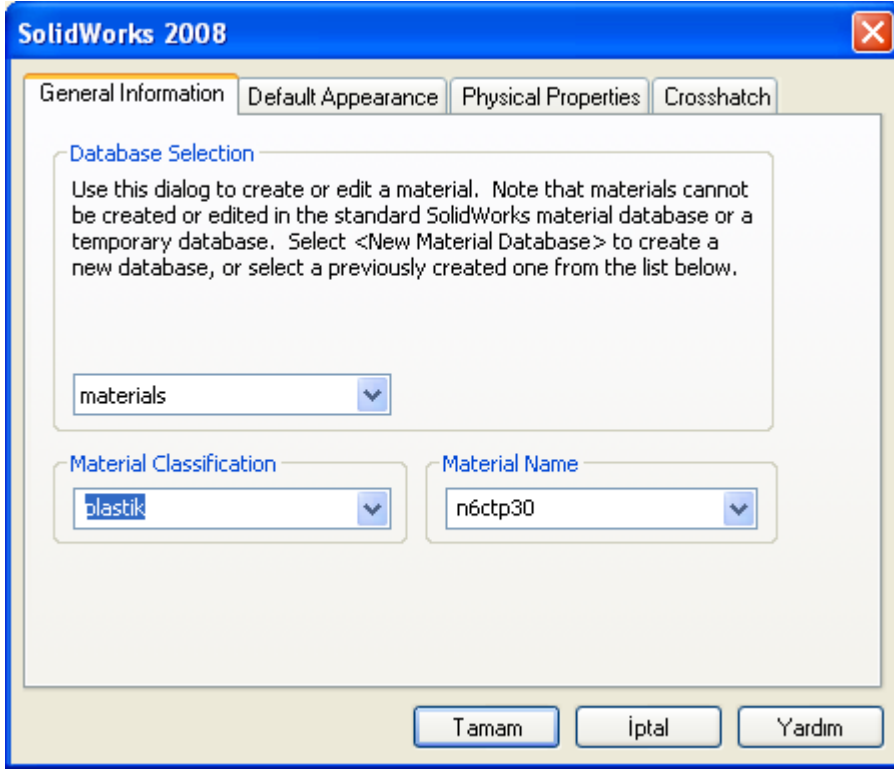 SolidWorks 2008
General Information Default Appearance Physical Properties Crosshatch
Database Selection
Use this dialog to create or edit a material. Note that materials cannot
be created or edited in the standard SolidWorks material database or a
temporary database. Select <New Material Database> to create a
new database, or select a previously created one from the list below.
materials
Material Classification Material Name
plastik n6ctp30
Tamam İptal Yardım